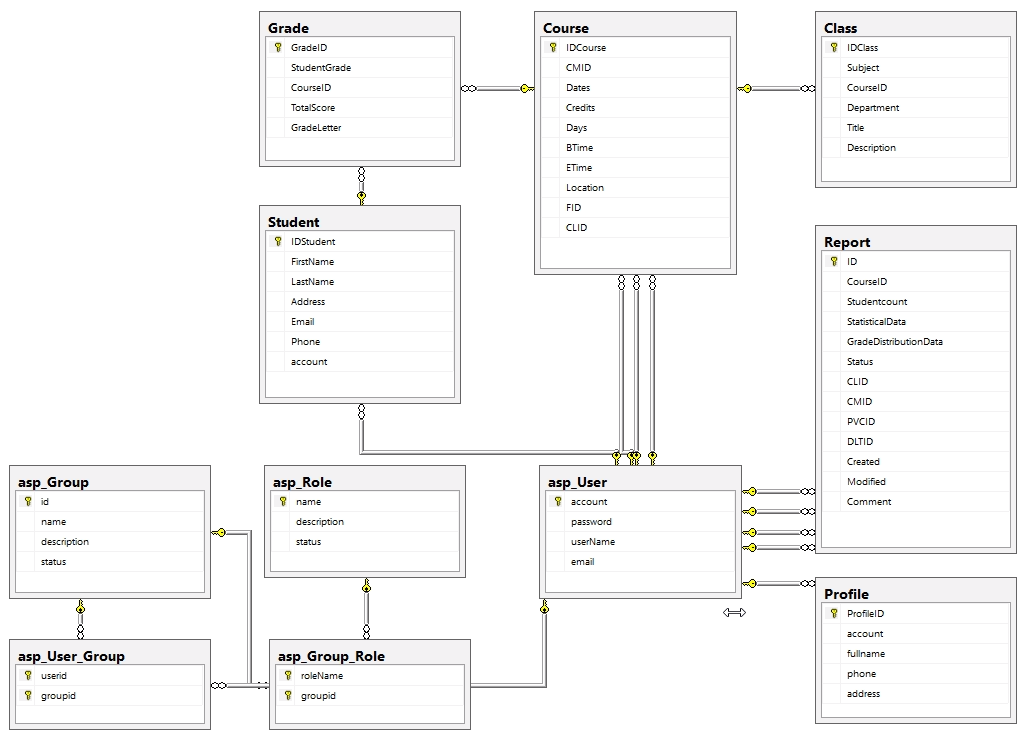 Grade
GradeID
StudentGrade
CourseID
TotalScore
GradeLetter
Course
IDCourse
CMID
Dates
Credits
Days
BTime
ETime
Location
FID
CLID
Class
IDClass
Subject
CourseID
Department
Title
Description
Student
IDStudent
FirstName
LastName
Address
Email
Phone
account
Report
ID
CourseID
Studentcount
StatisticalData
GradeDistributionData
Status
CLID
CMID
PVCID
DLTID
Created
Modified
Comment
asp_Group
id
name
description
status
asp_Role
name
description
status
asp_User
account
password
userName
email
Profile
ProfileID
account
fullname
phone
address
asp_User_Group
userid
groupid
asp_Group_Role
roleName
groupid